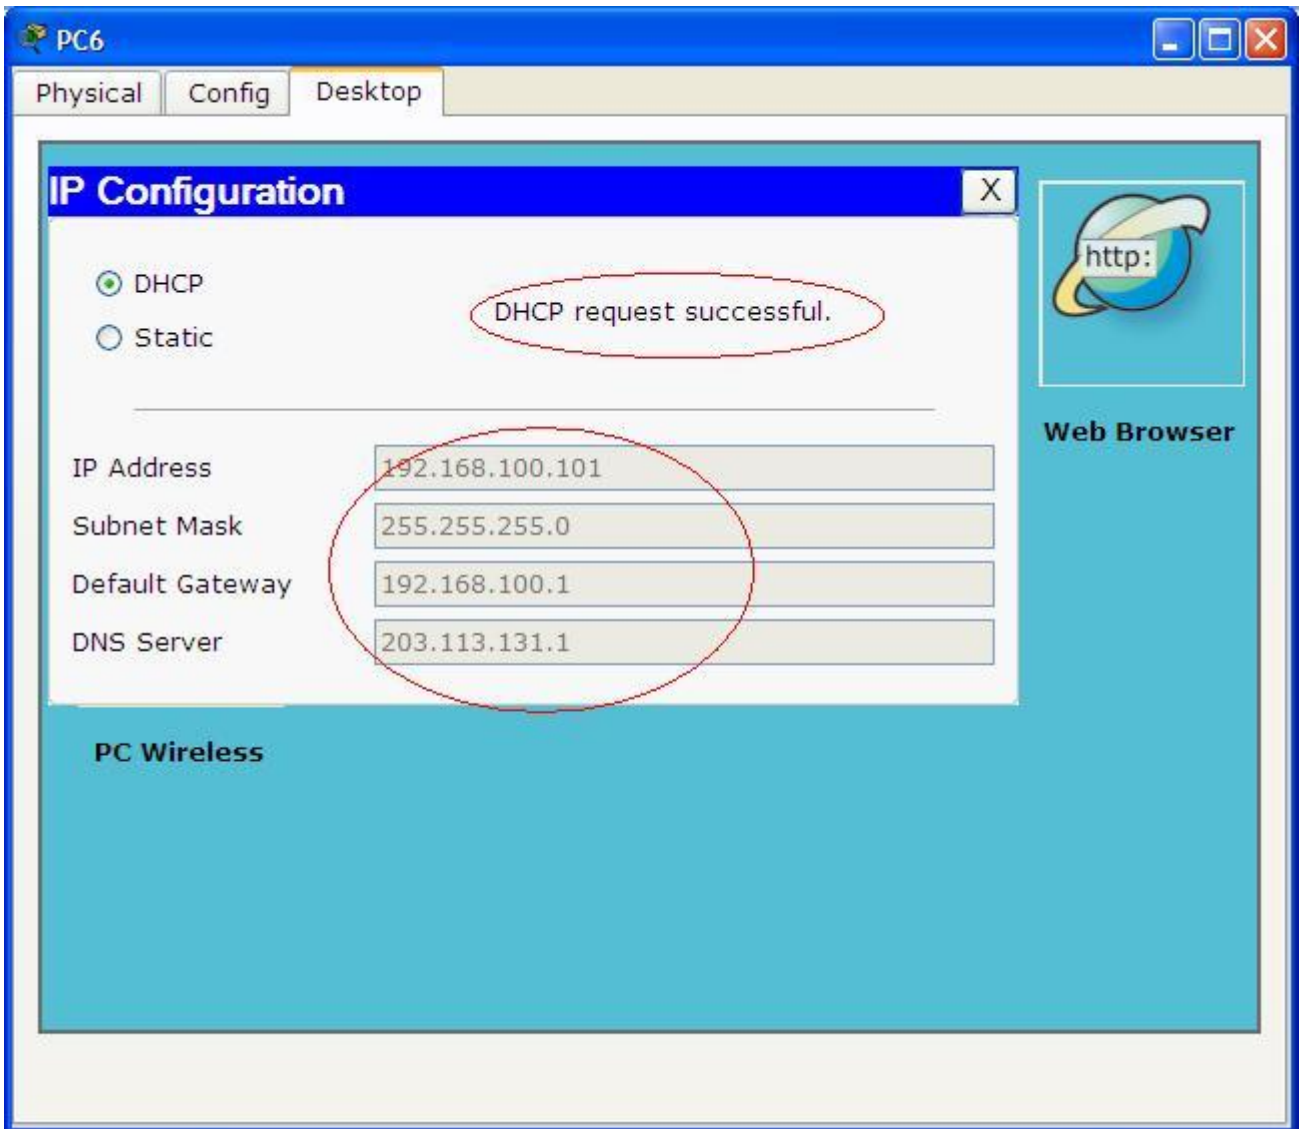 PC6
Physical Config Desktop
IP Configuration X
http:
DHCP
DHCP request successful.
Static
Web Browser
IP Address 192.168.100.101
Subnet Mask 255.255.255.0
Default Gateway 192.168.100.1
DNS Server 203.113.131.1
PC Wireless